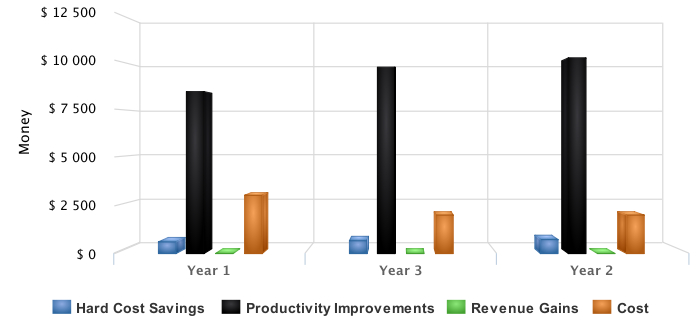 $ 12 500
$ 10 000
$ 7 500
$ 5 000
$ 2 500
$ 0
Money
Year 1 Year 3 Year 2
Hard Cost Savings Productivity Improvements Revenue Gains Cost